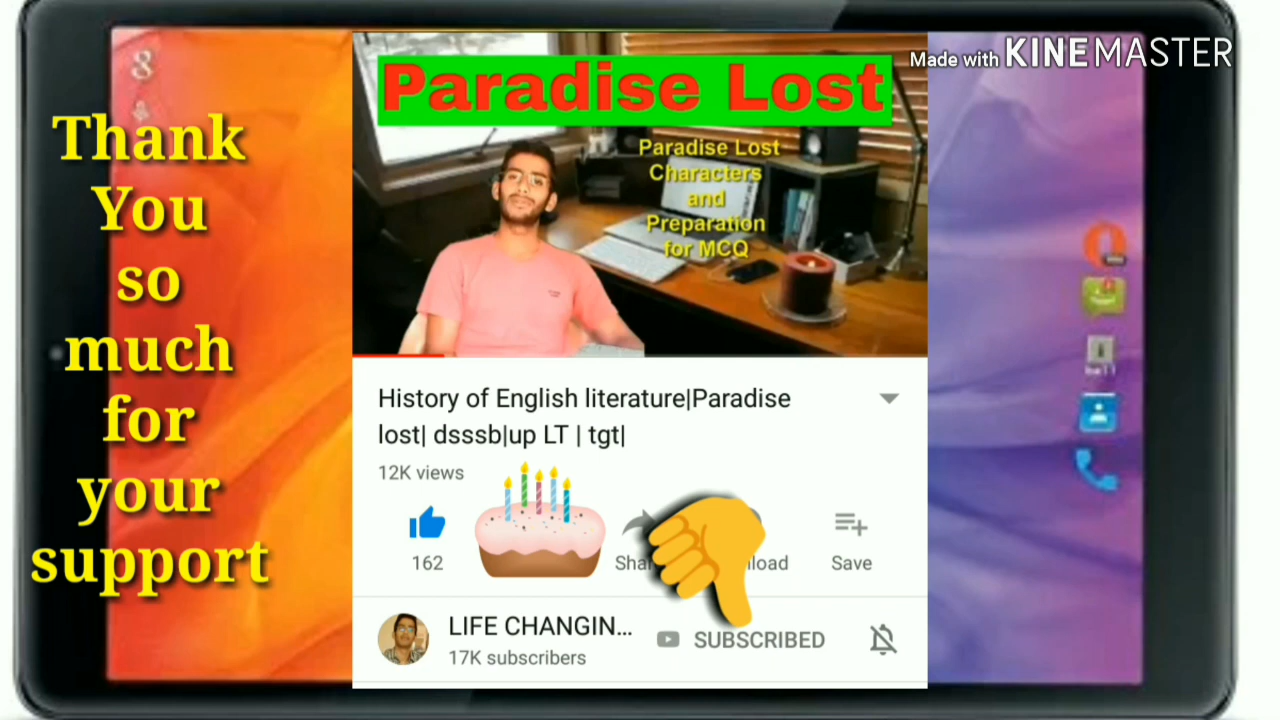 Made with KINEMASTER
Thank
You
so
much
for
your
support
Paradise Lost
Paradise Lost
Characters
and
Preparation
for MCQ
History of English literature|Paradise
lost| dsssb|up LT | tgt|
12K views
162
Save
LIFE CHANGIN...
17K subscribers
SUBSCRIBED